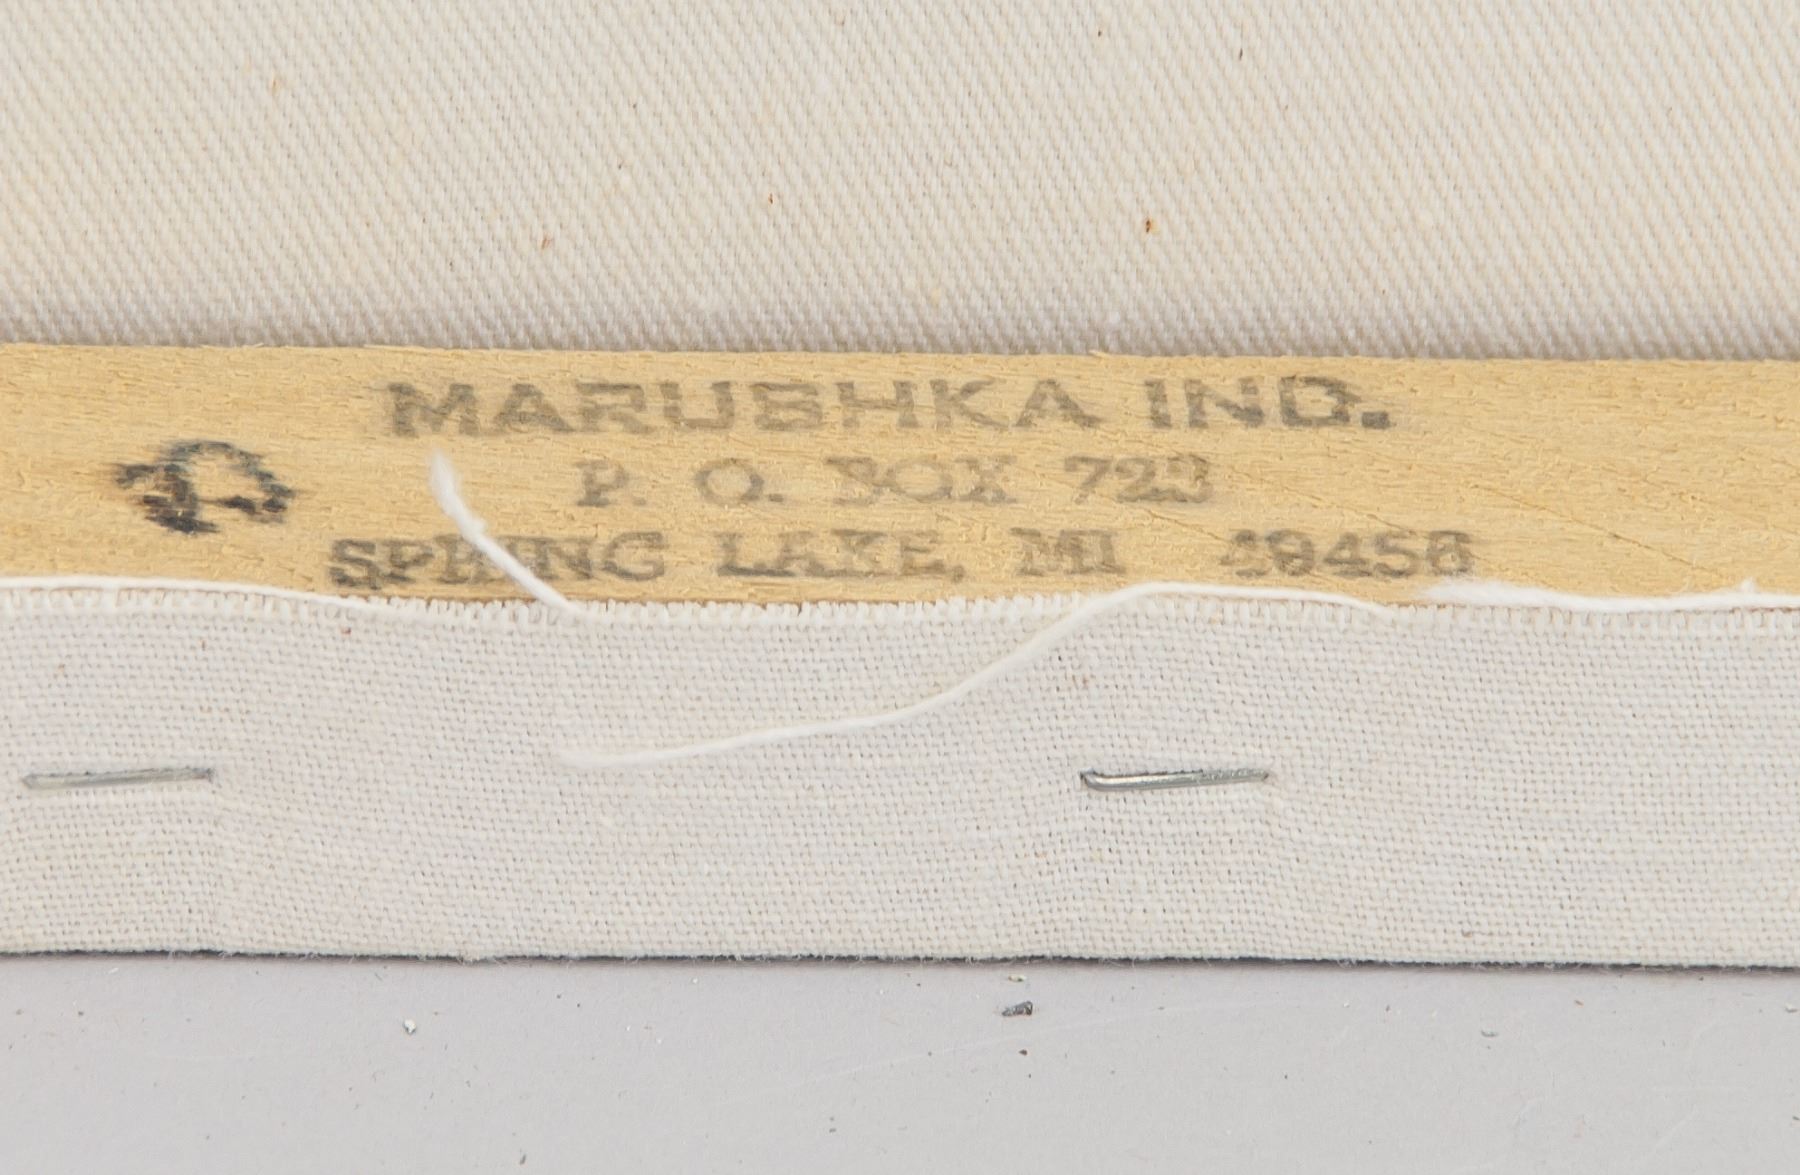 MARUSHKA IND.
P. O. BOX 723
SPRING LAKE, MI 49456